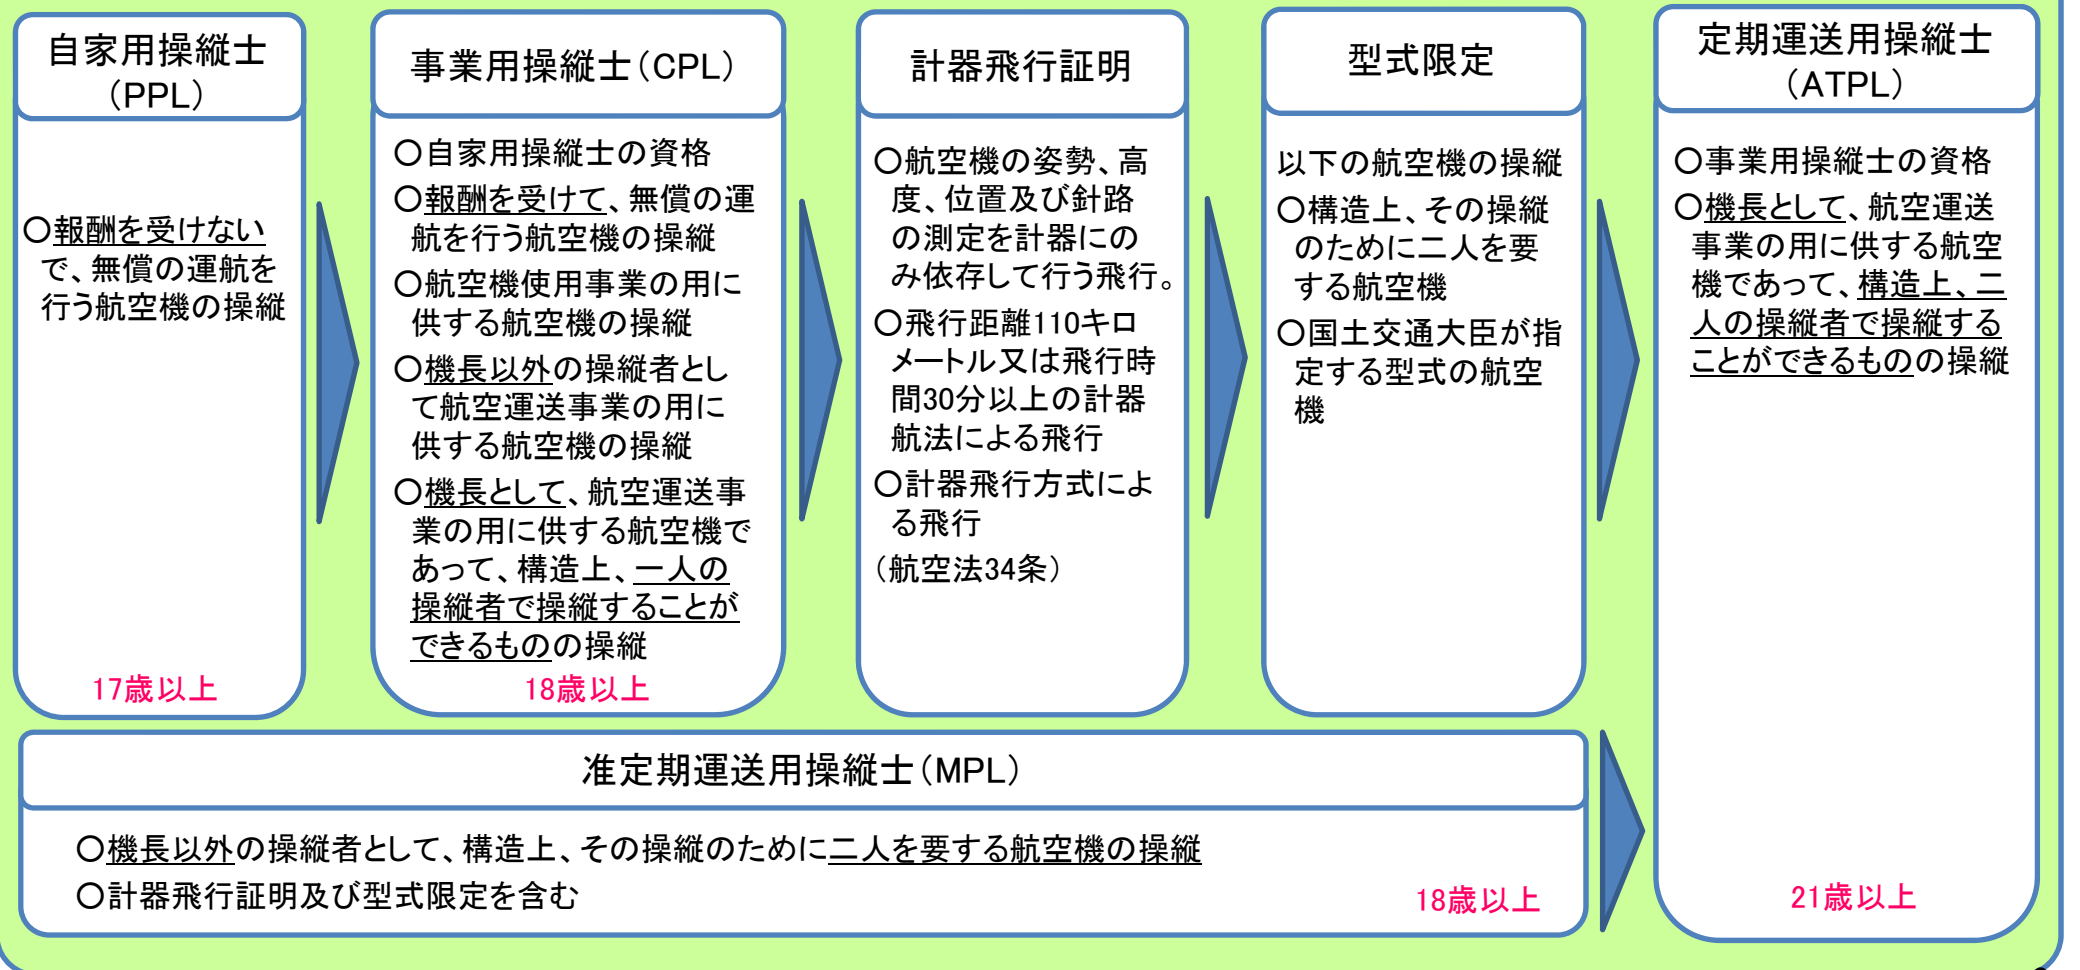 自家用操縦士
(PPL)
〇報酬を受けない
で、無償の運航を
行う航空機の操縦
17歳以上
事業用操縦士(CPL)
〇自家用操縦士の資格
〇報酬を受けて、無償の運
航を行う航空機の操縦
〇航空機使用事業の用に
供する航空機の操縦
〇機長以外の操縦者とし
て航空運送事業の用に
供する航空機の操縦
〇機長として、航空運送事
業の用に供する航空機で
あって、構造上、一人の
操縦者で操縦することが
できるものの操縦
18歳以上
計器飛行証明
〇航空機の姿勢、高
度、位置及び針路
の測定を計器にの
み依存して行う飛行。
〇飛行距離110キロ
メートル又は飛行時
間30分以上の計器
航法による飛行
〇計器飛行方式によ
る飛行
(航空法34条)
型式限定
以下の航空機の操縦
〇構造上、その操縦
のために二人を要
する航空機
〇国土交通大臣が指
定する型式の航空
機
定期運送用操縦士
(ATPL)
〇事業用操縦士の資格
〇機長として、航空運送
事業の用に供する航空
機であって、構造上、二
人の操縦者で操縦する
ことができるものの操縦
21歳以上
准定期運送用操縦士(MPL)
〇機長以外の操縦者として、構造上、その操縦のために二人を要する航空機の操縦
〇計器飛行証明及び型式限定を含む
18歳以上